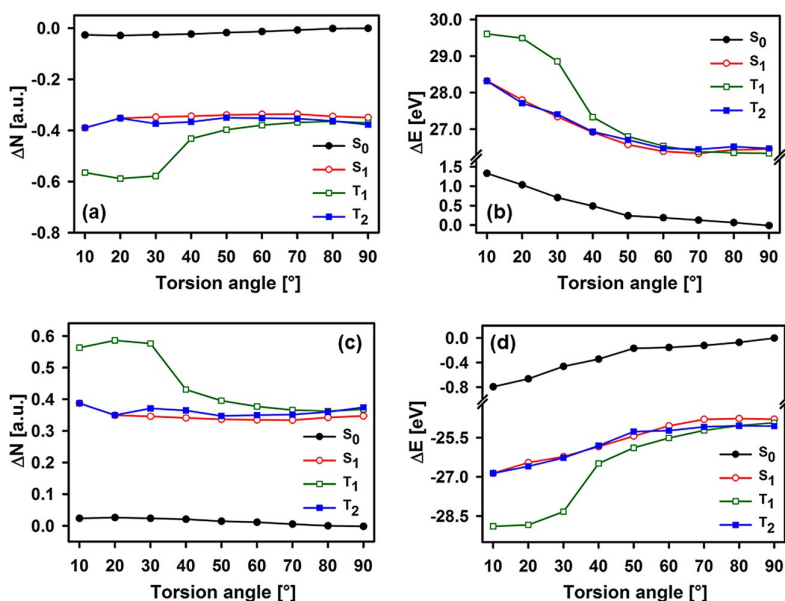 ΔN [a.u.]
0.0
-0.2
-0.4
-0.6
-0.8
S0
S1
T1
T2
(a)
10 20 30 40 50 60 70 80 90
Torsion angle [°]
ΔE [eV]
30.0
29.0
28.0
27.0
1.5
1.0
0.5
0.0
S0
S1
T1
T2
(b)
10 20 30 40 50 60 70 80 90
Torsion angle [°]
ΔN [a.u.]
0.6
0.5
0.4
0.3
0.2
0.1
0.0
(c)
S0
S1
T1
T2
10 20 30 40 50 60 70 80 90
Torsion angle [°]
ΔE [eV]
0.0
-0.4
-0.8
-25.5
-27.0
-28.5
(d)
S0
S1
T1
T2
10 20 30 40 50 60 70 80 90
Torsion angle [°]